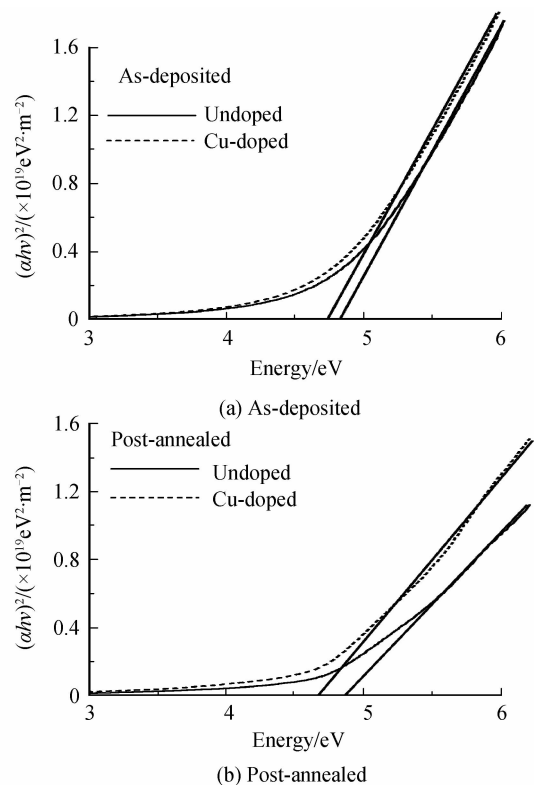 1.6
As-deposited
1.2
Undoped
Cu-doped
(αhν)²/(×10¹⁹eV²·m⁻²)
0.8
0.4
0
3 4 5 6
Energy/eV
(a) As-deposited
1.6
Post-annealed
Undoped
1.2
Cu-doped
(αhν)²/(×10¹⁹eV²·m⁻²)
0.8
0.4
0
3 4 5 6
Energy/eV
(b) Post-annealed